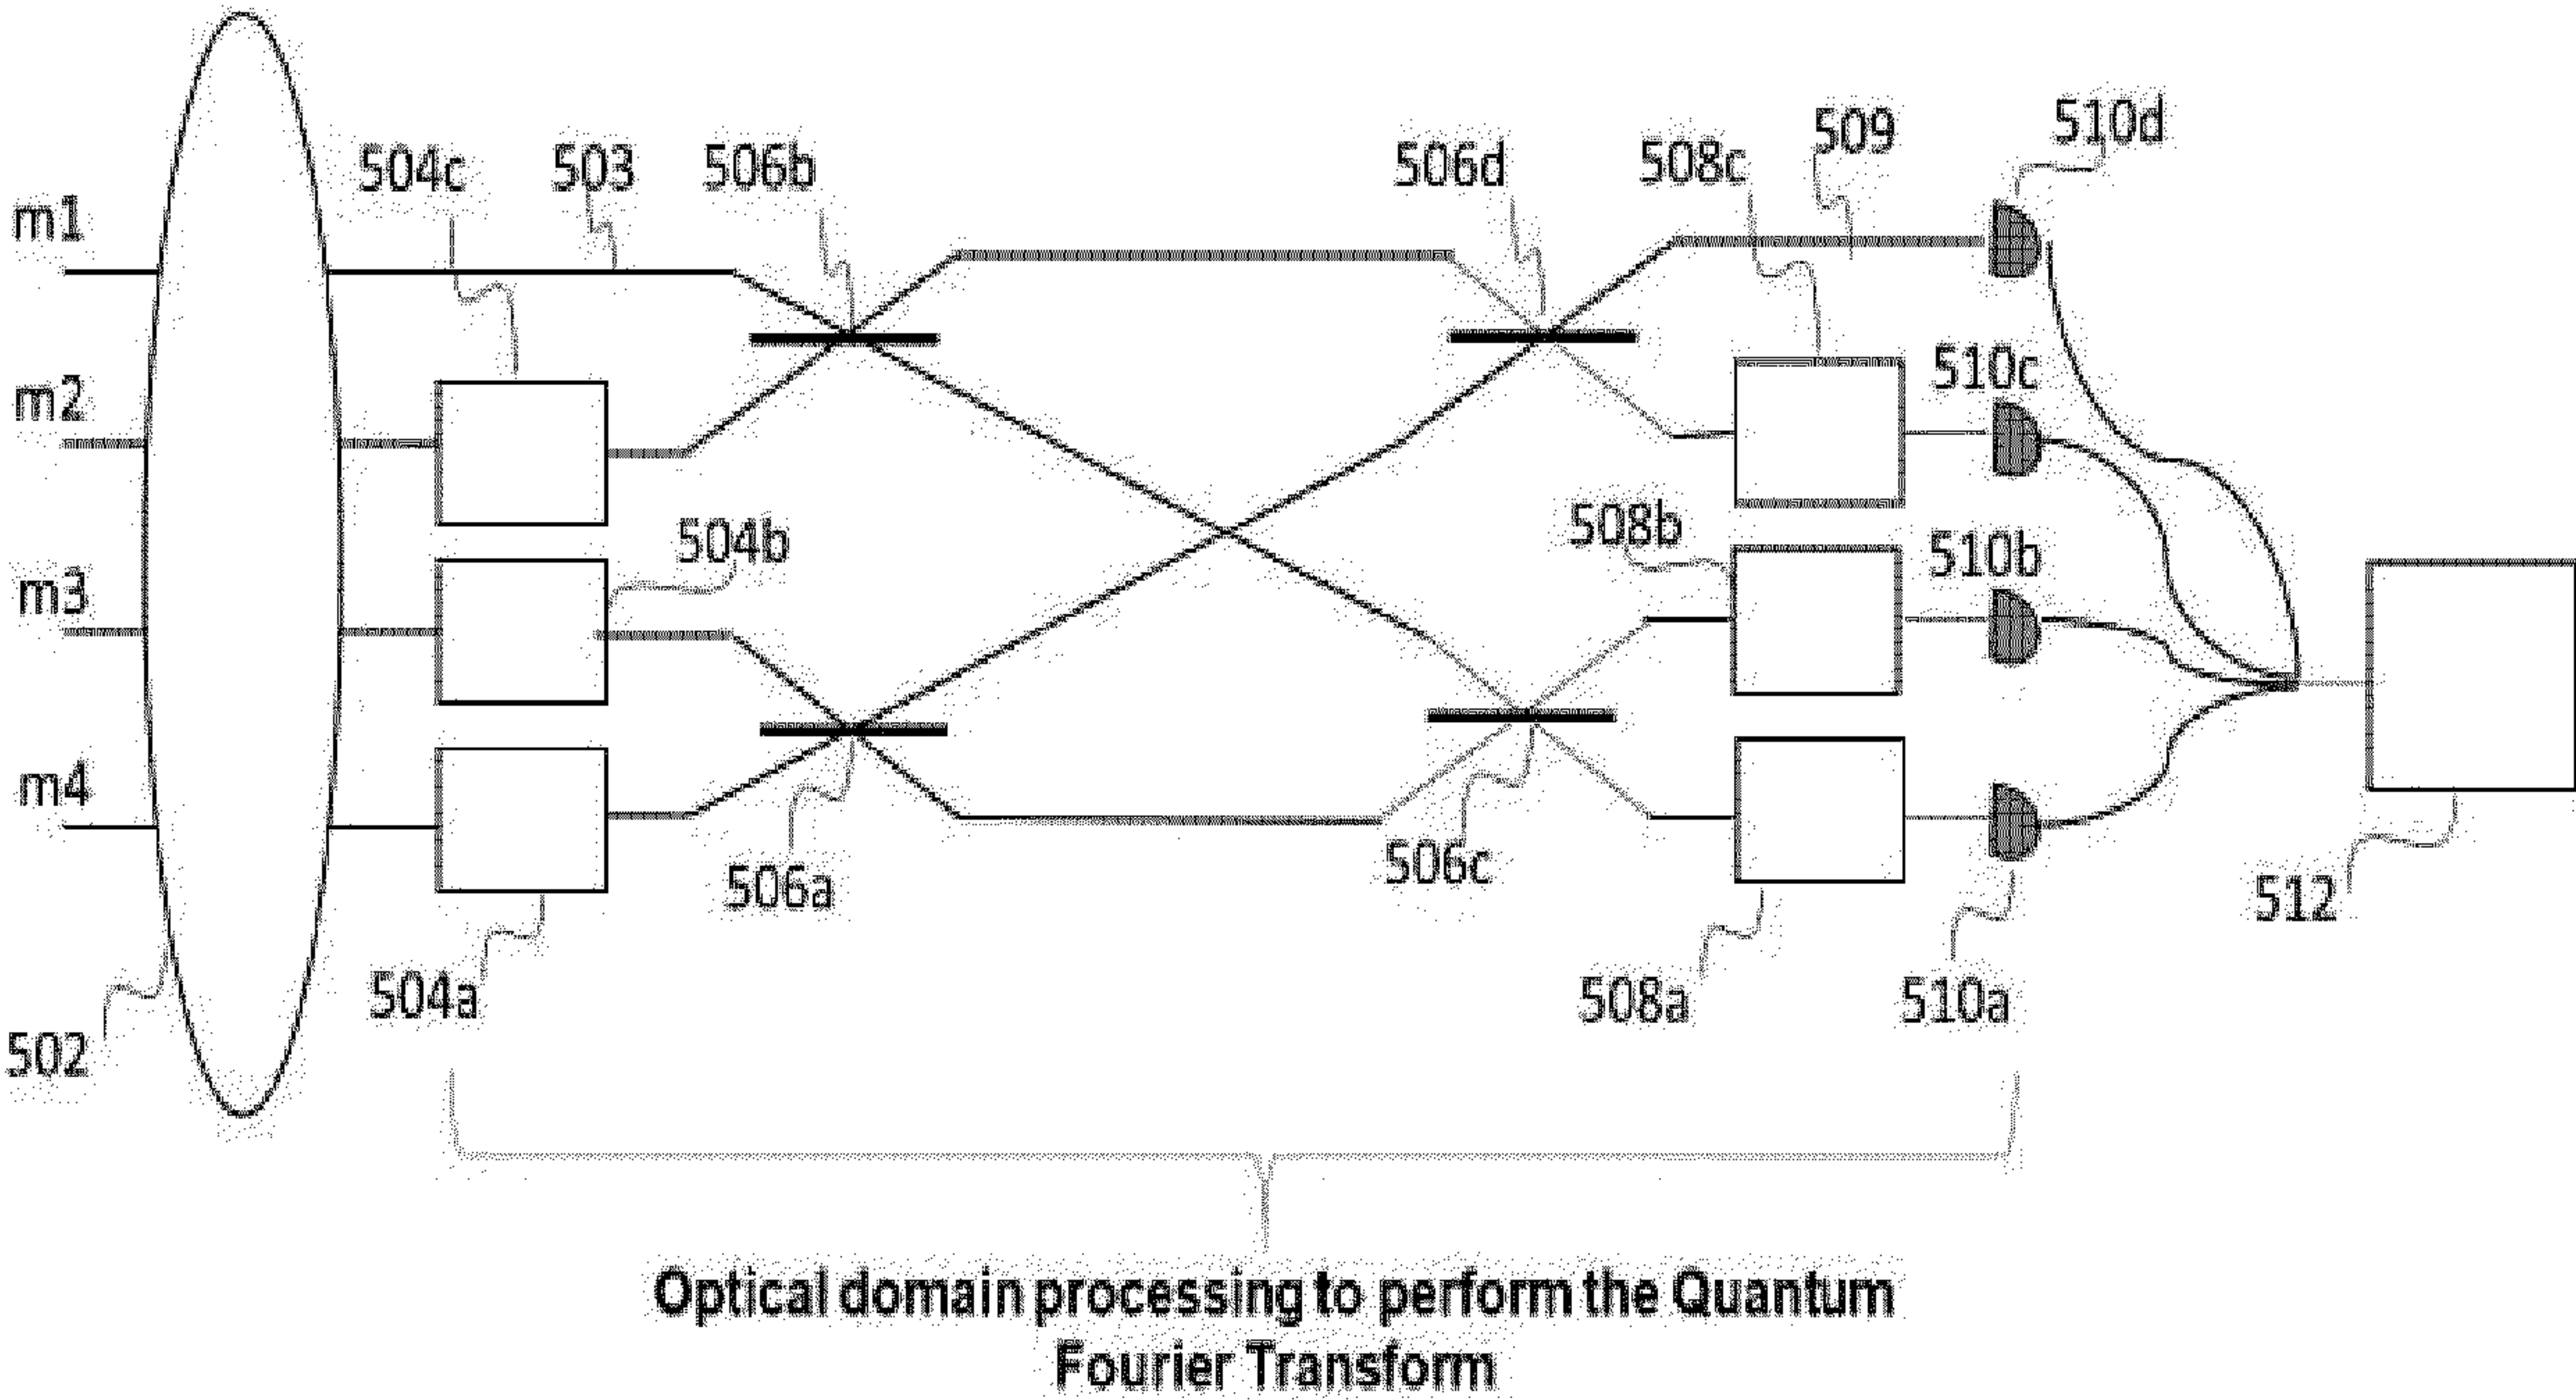 510d
509
504c
503
506b
506d
508c
m1
510c
m2
508b
510b
504b
m3
m4
506a
506c
512
504a
508a
510a
502
Optical domain processing to perform the Quantum
Fourier Transform